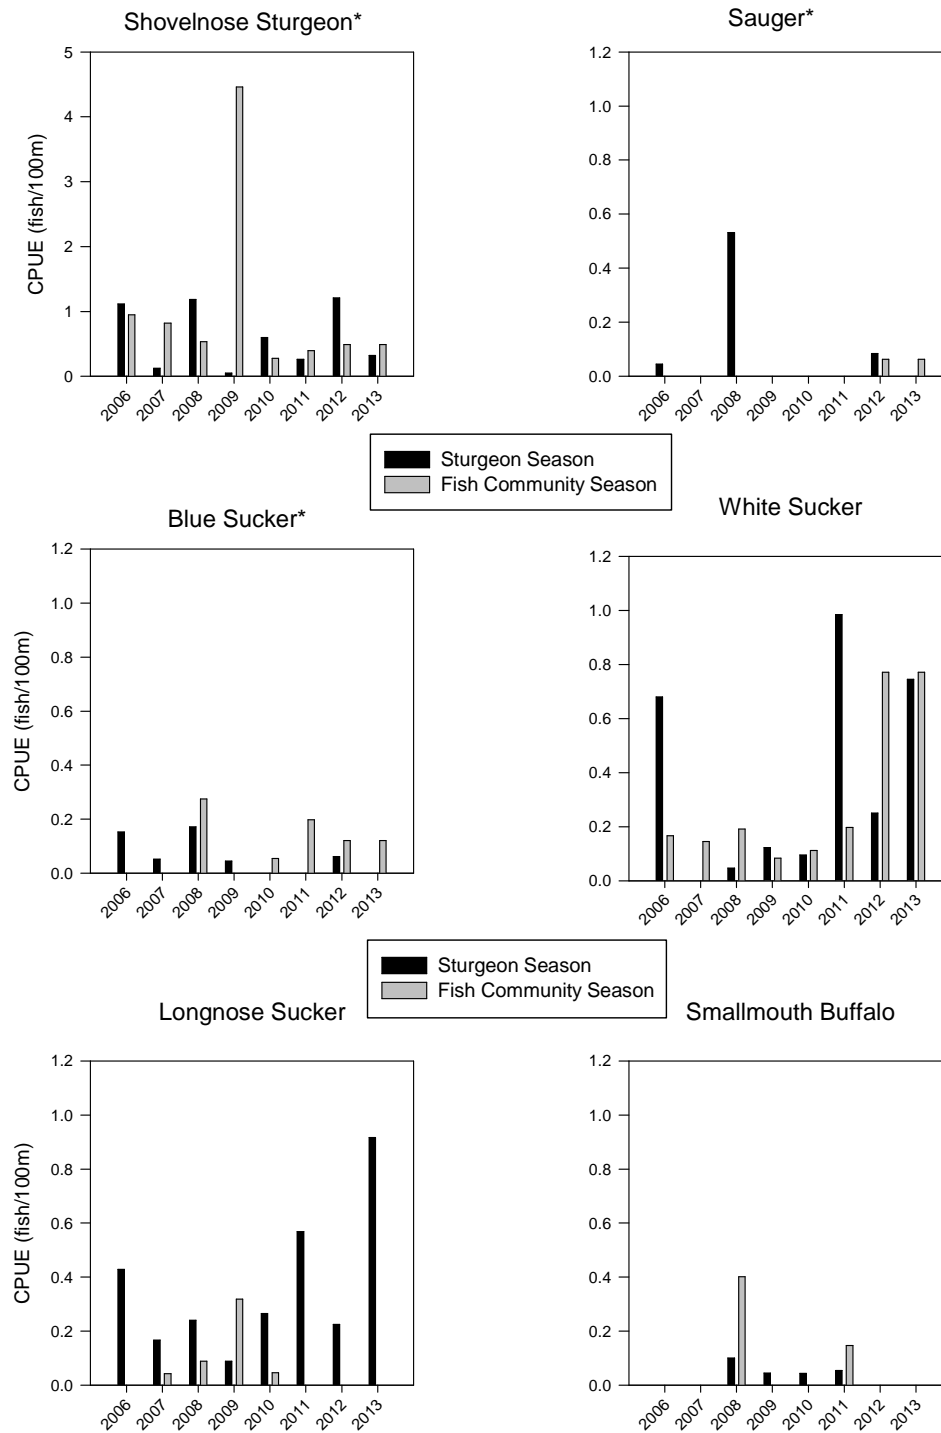 Shovelnose Sturgeon*
CPUE (fish/100m)
5
4
3
2
1
0
2006 2007 2008 2009 2010 2011 2012 2013
Sauger*
1.2
1.0
0.8
0.6
0.4
0.2
0.0
2006 2007 2008 2009 2010 2011 2012 2013
Sturgeon Season
Fish Community Season
Blue Sucker*
CPUE (fish/100m)
1.2
1.0
0.8
0.6
0.4
0.2
0.0
2006 2007 2008 2009 2010 2011 2012 2013
White Sucker
1.2
1.0
0.8
0.6
0.4
0.2
0.0
2006 2007 2008 2009 2010 2011 2012 2013
Sturgeon Season
Fish Community Season
Longnose Sucker
CPUE (fish/100m)
1.2
1.0
0.8
0.6
0.4
0.2
0.0
2006 2007 2008 2009 2010 2011 2012 2013
Smallmouth Buffalo
1.2
1.0
0.8
0.6
0.4
0.2
0.0
2006 2007 2008 2009 2010 2011 2012 2013